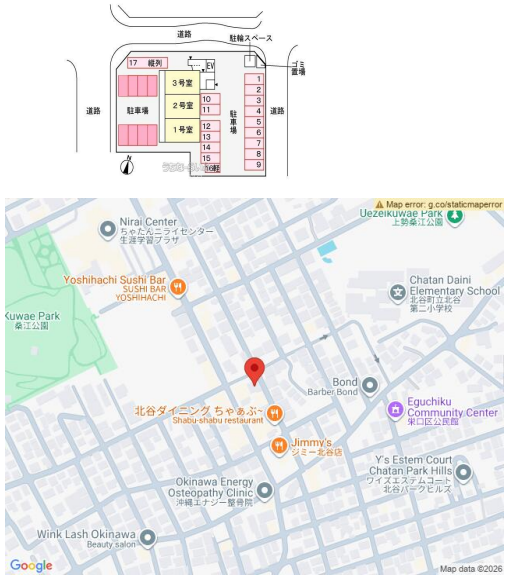 道路
駐輪スペース
17 縦列
EV
ゴミ
置場
3号室
1
2
道路
駐車場
2号室
10
11
駐車場
3
4
道路
5
1号室
12
13
14
15
16軽
6
7
8
9
N
Map error: g.co/staticmaperror
Uezeikuwae Park
上勢桑江公園
Nirai Center
ちゃたんニライセンター
生涯学習プラザ
Yoshihachi Sushi Bar
SUSHI BAR
YOSHIHACHI
Chatan Daini
Elementary School
北谷町立北谷
第二小学校
Kuwae Park
桑江公園
Bond
Barber Bond
北谷ダイニング ちゃぁぶ~
Shabu-shabu restaurant
Eguchiku
Community Center
栄口区公民館
Jimmy's
ジミー北谷店
Y's Estem Court
Chatan Park Hills
ワイズエステムコート
北谷パークヒルズ
Okinawa Energy
Osteopathy Clinic
沖縄エナジー整骨院
Wink Lash Okinawa
Beauty salon
Google
Map data ©2026